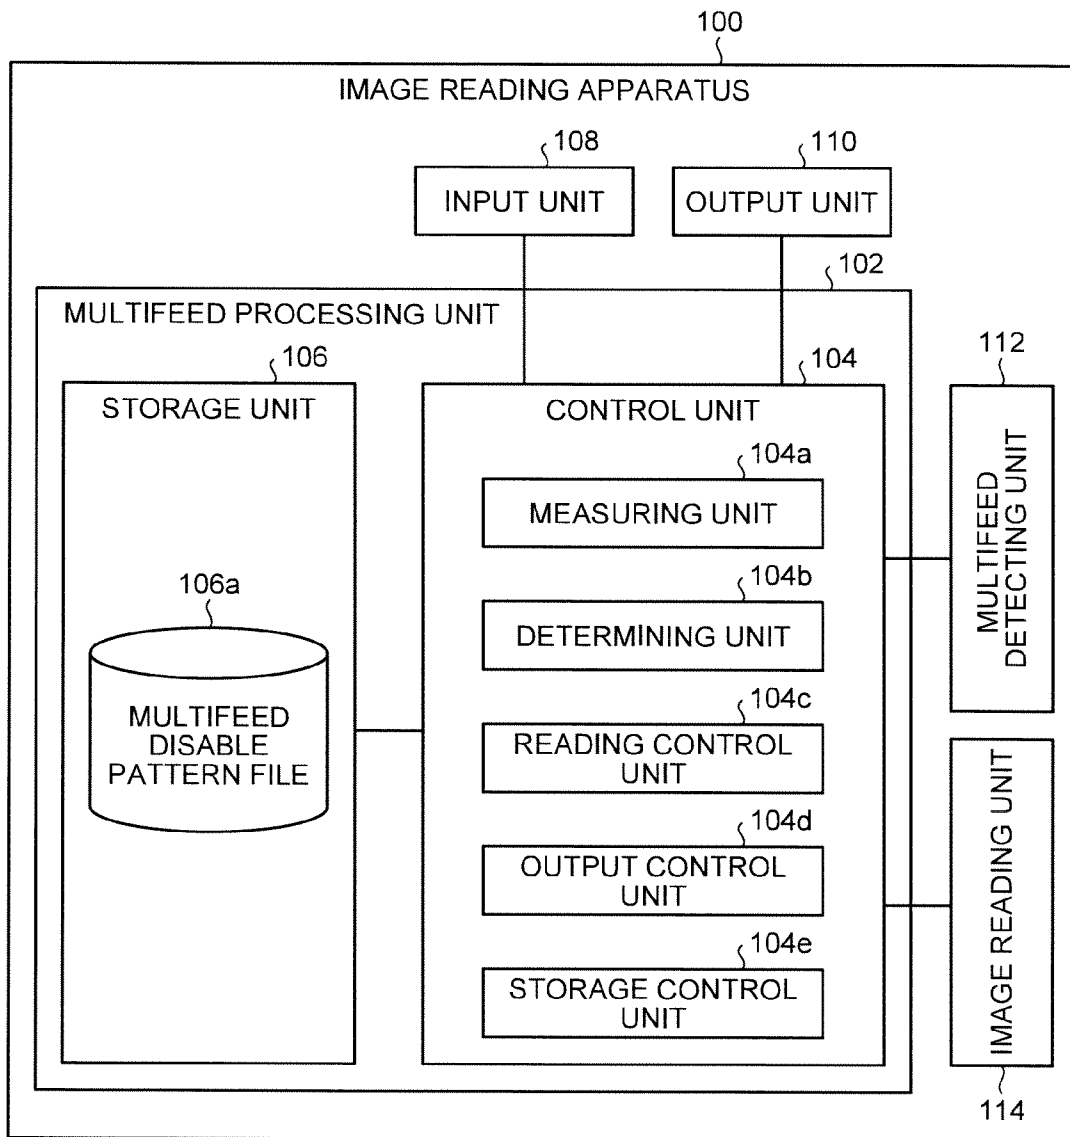 100
IMAGE READING APPARATUS
108
INPUT UNIT
110
OUTPUT UNIT
102
MULTIFEED PROCESSING UNIT
106
STORAGE UNIT
106a
MULTIFEED
DISABLE
PATTERN FILE
104
CONTROL UNIT
104a
MEASURING UNIT
104b
DETERMINING UNIT
104c
READING CONTROL
UNIT
104d
OUTPUT CONTROL
UNIT
104e
STORAGE CONTROL
UNIT
112
MULTIFEED
DETECTING UNIT
IMAGE READING UNIT
114